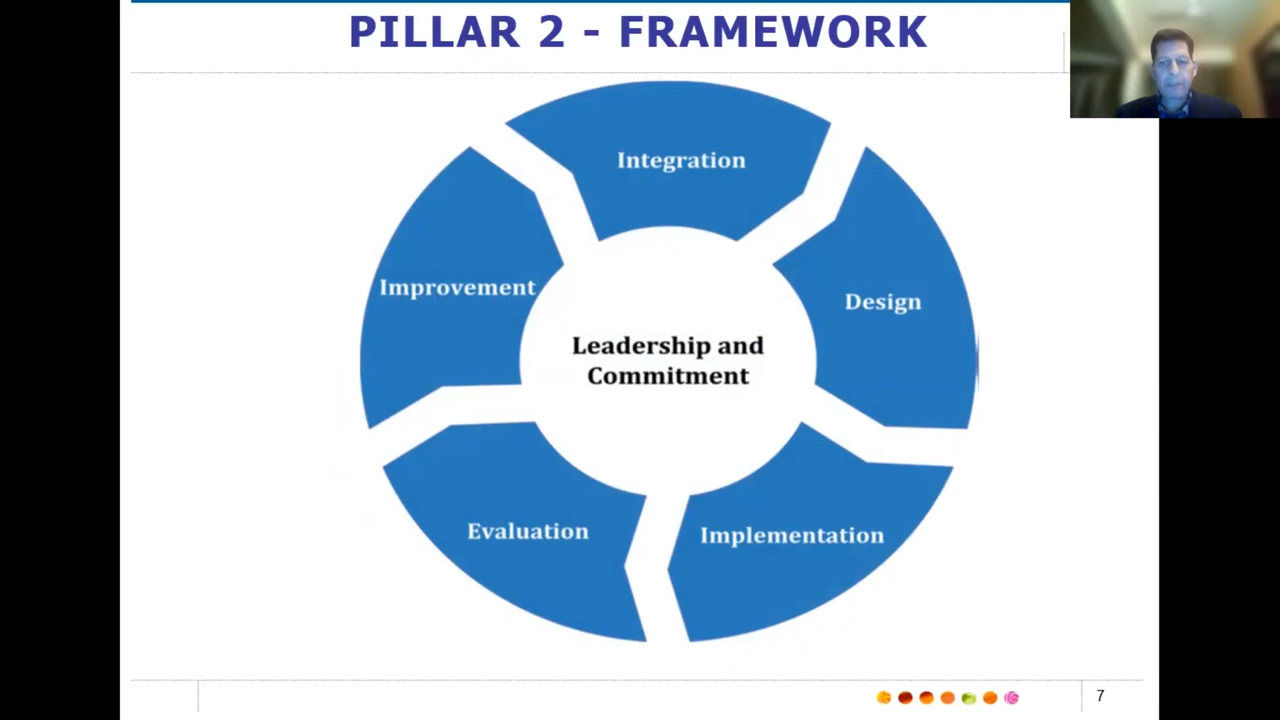 PILLAR 2 - FRAMEWORK
Integration
Design
Improvement
Leadership and
Commitment
Evaluation
Implementation
7